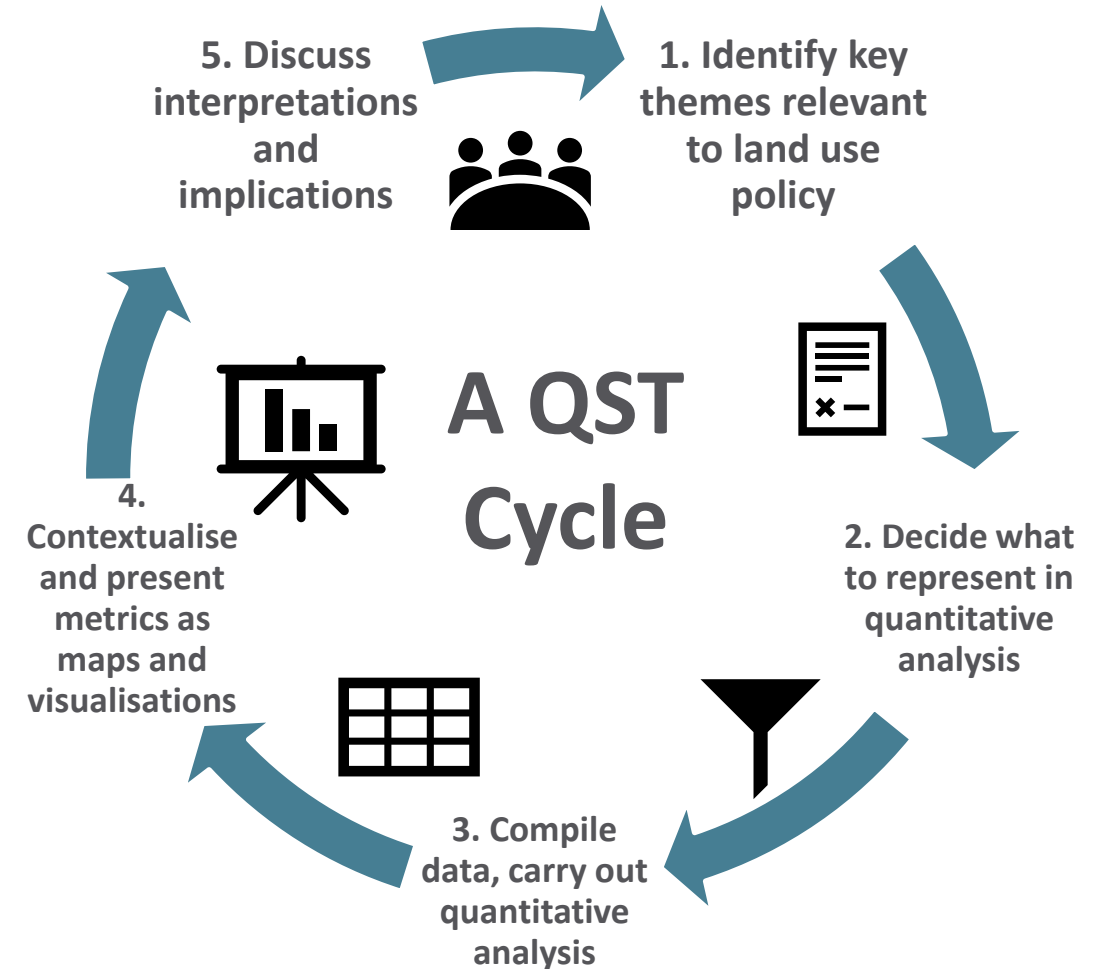 A QST
Cycle
1. Identify key
themes relevant
to land use
policy
2. Decide what
to represent in
quantitative
analysis
3. Compile
data, carry out
quantitative
analysis
4.
Contextualise
and present
metrics as
maps and
visualisations
5. Discuss
interpretations
and
implications